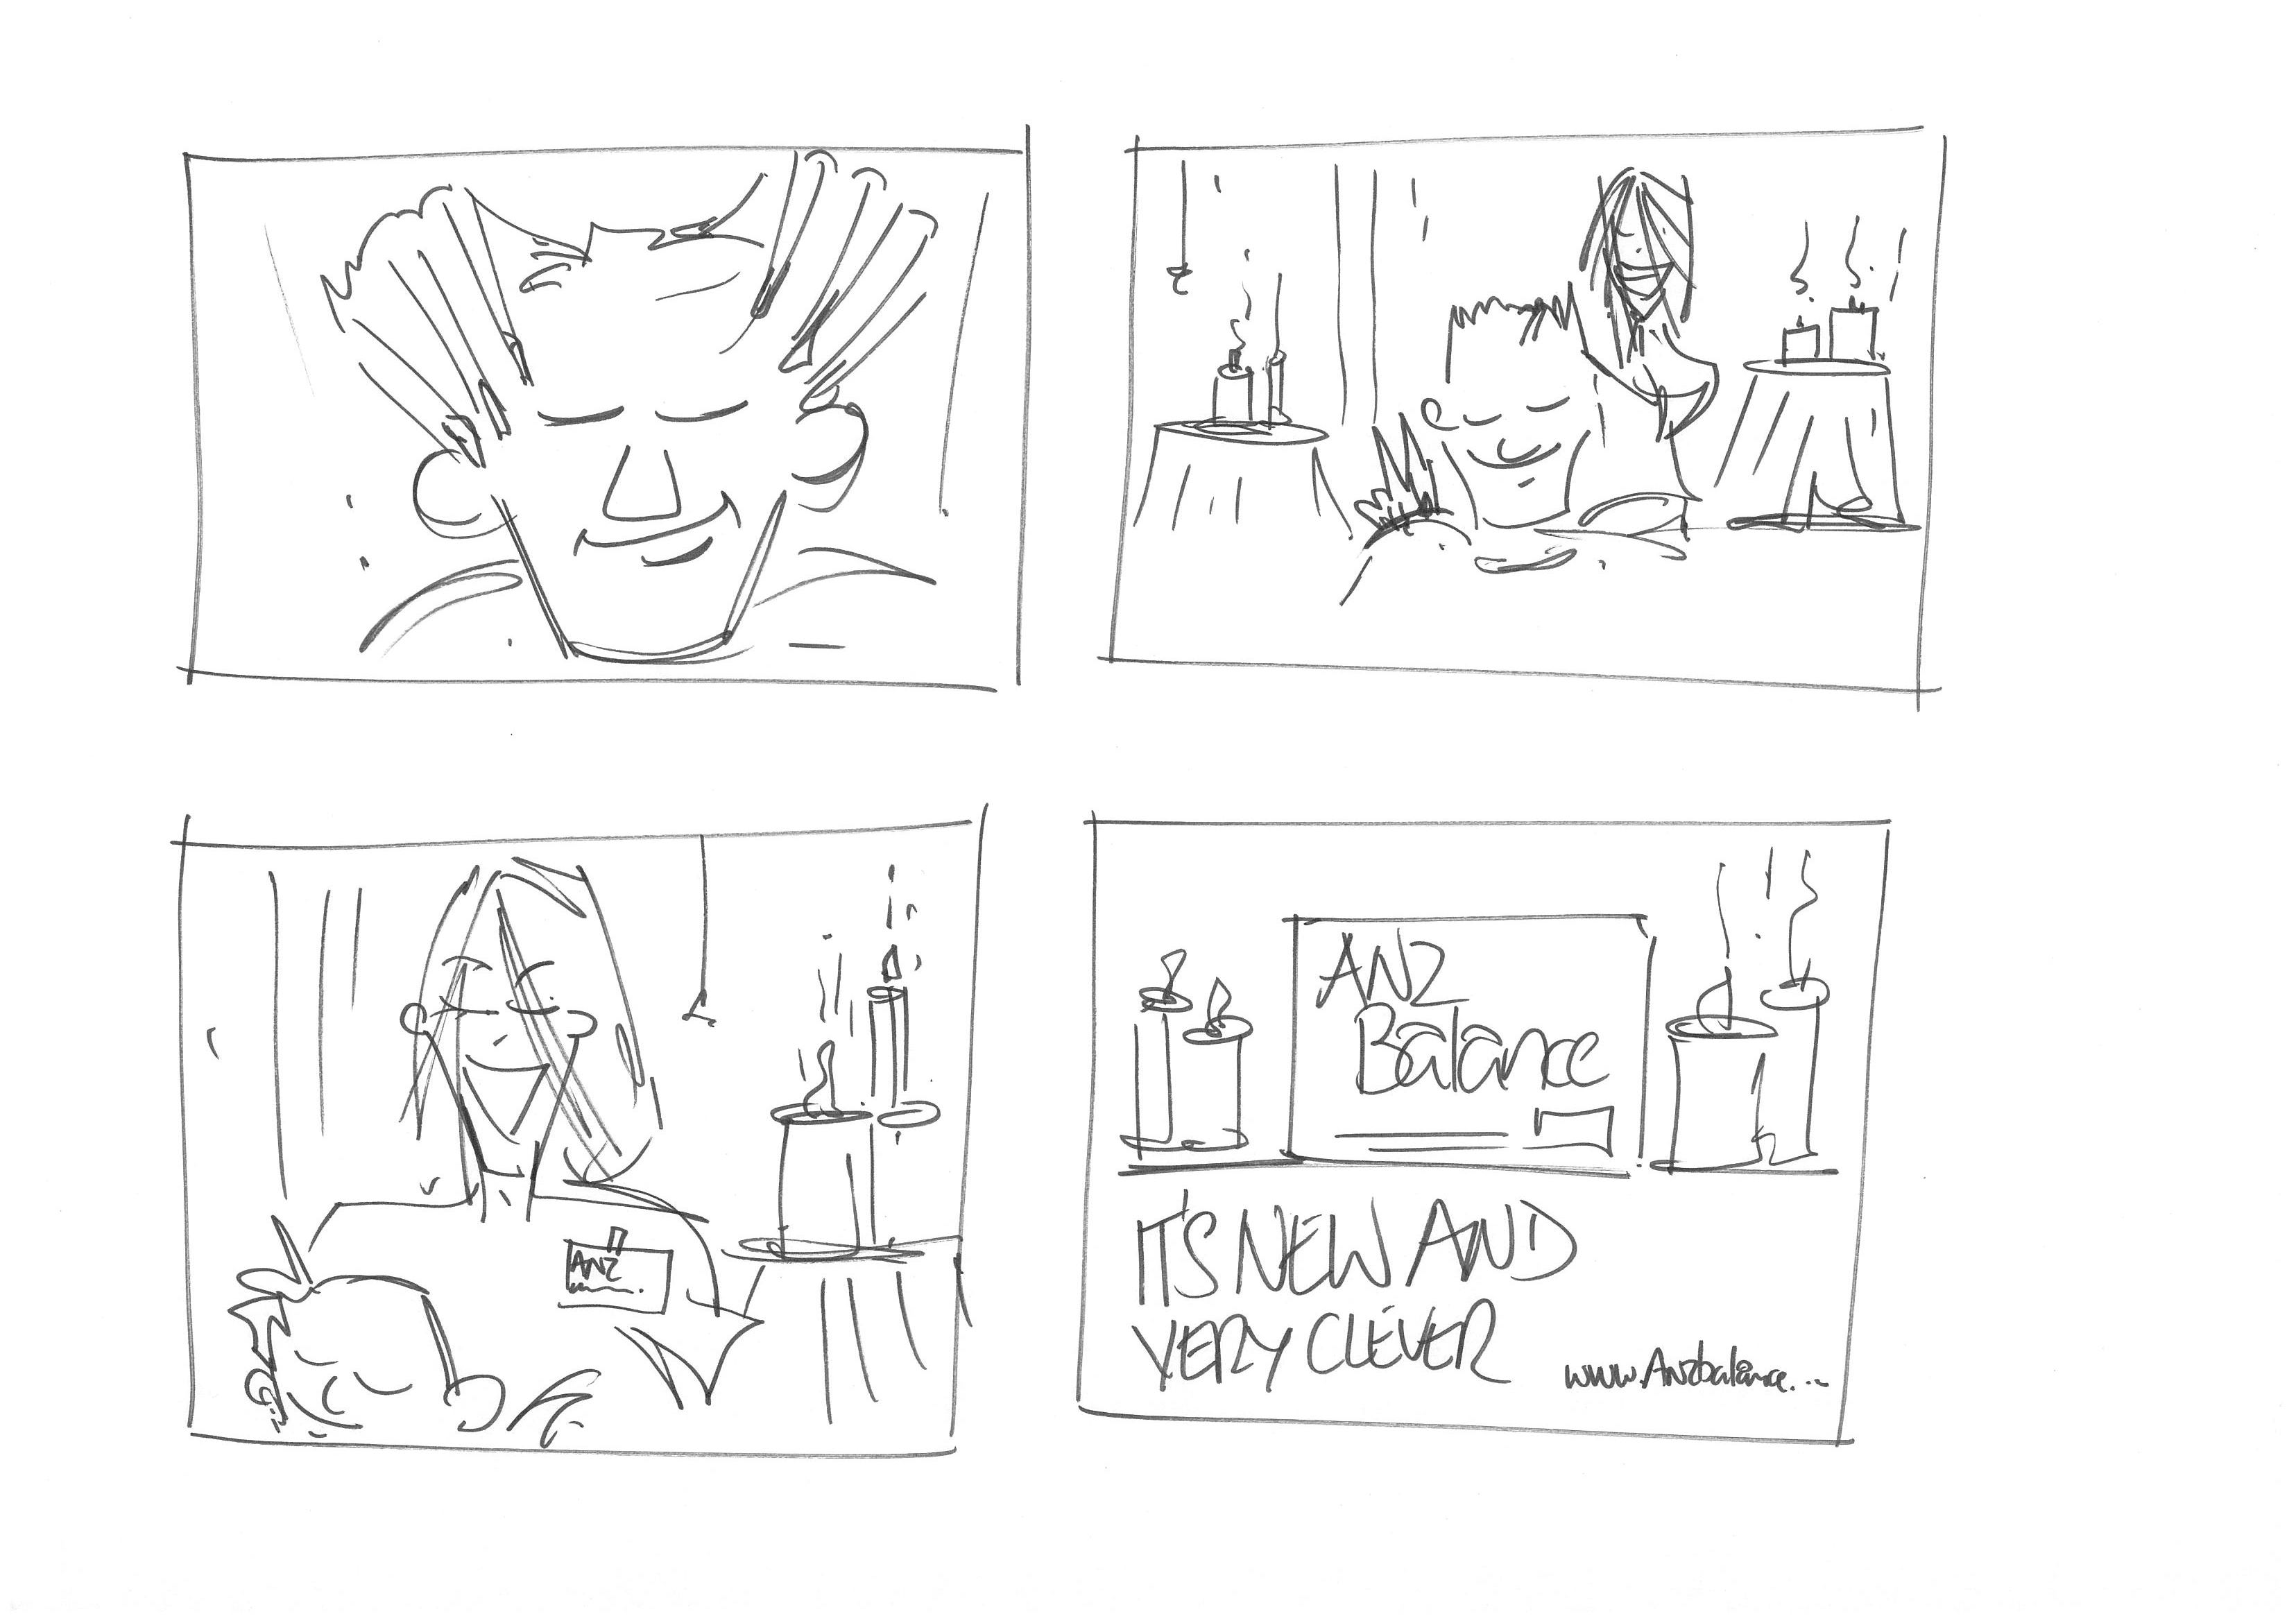 ANZ
ANZ
Balance
IT'S NEW AND
VERY CLEVER
www.Anzbalance...